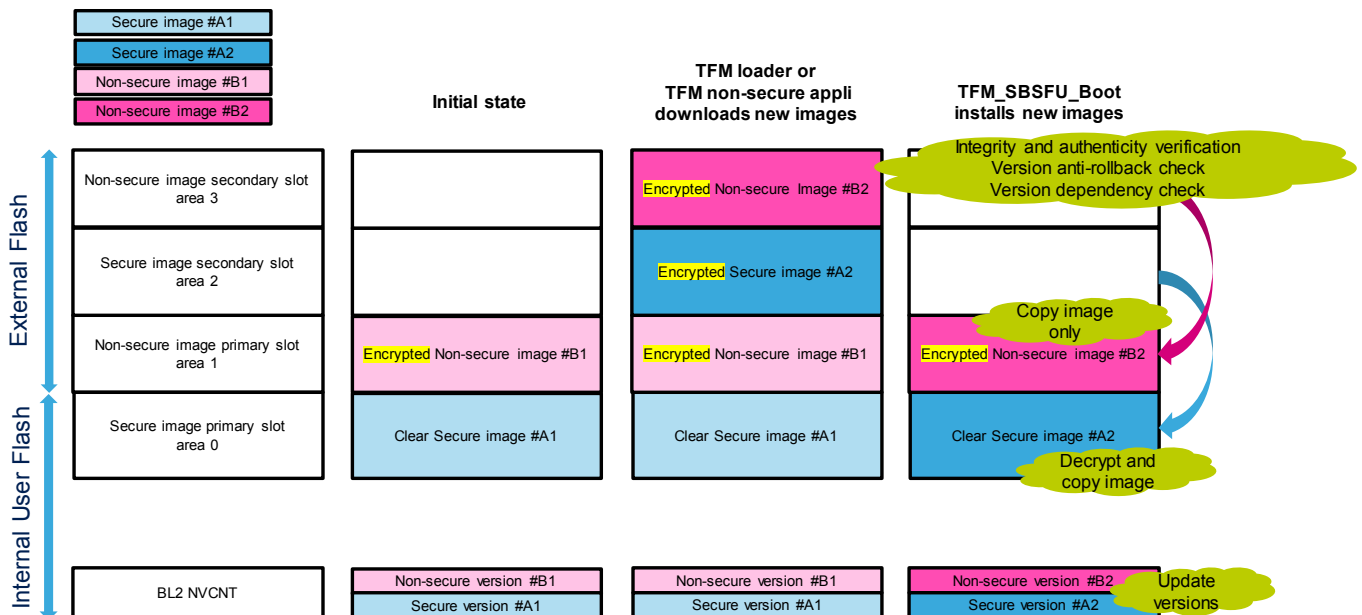 Secure image #A1
Secure image #A2
Non-secure image #B1
Non-secure image #B2
Initial state
TFM loader or
TFM non-secure appli
downloads new images
TFM_SBSFU_Boot
installs new images
External Flash
Internal User Flash
Non-secure image secondary slot
area 3
Encrypted Non-secure Image #B2
Integrity and authenticity verification
Version anti-rollback check
Version dependency check
Secure image secondary slot
area 2
Encrypted Secure image #A2
Non-secure image primary slot
area 1
Encrypted Non-secure image #B1
Encrypted Non-secure image #B1
Copy image
only
Encrypted Non-secure image #B2
Secure image primary slot
area 0
Clear Secure image #A1
Clear Secure image #A1
Clear Secure image #A2
Decrypt and
copy image
BL2 NVCNT
Non-secure version #B1
Secure version #A1
Non-secure version #B1
Secure version #A1
Non-secure version #B2
Secure version #A2
Update
versions